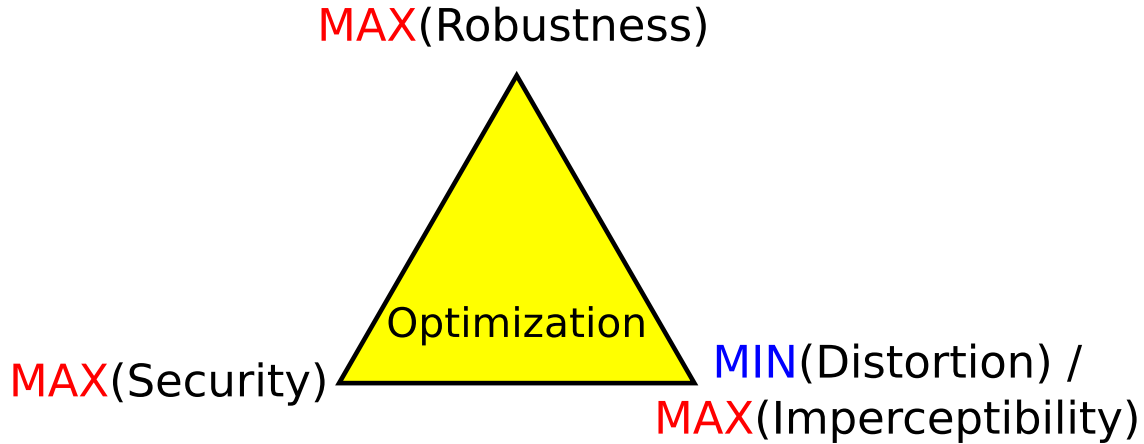 MAX(Robustness)
Optimization
MAX(Security)
MIN(Distortion) /
MAX(Imperceptibility)